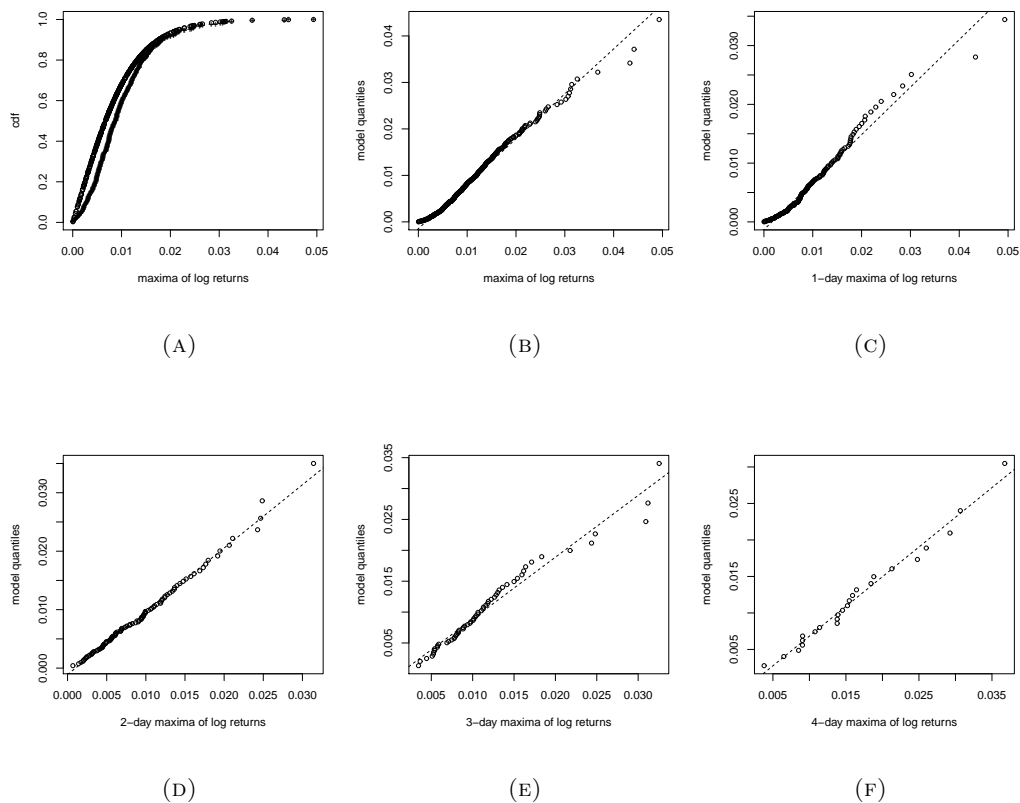 cdf
0.0 0.2 0.4 0.6 0.8 1.0
0.00 0.01 0.02 0.03 0.04 0.05
maxima of log returns
(A)
model quantiles
0.00 0.01 0.02 0.03 0.04
0.00 0.01 0.02 0.03 0.04 0.05
maxima of log returns
(B)
model quantiles
0.000 0.010 0.020 0.030
0.00 0.01 0.02 0.03 0.04 0.05
1−day maxima of log returns
(C)
model quantiles
0.000 0.010 0.020 0.030
0.000 0.005 0.010 0.015 0.020 0.025 0.030
2−day maxima of log returns
(D)
model quantiles
0.005 0.015 0.025 0.035
0.005 0.010 0.015 0.020 0.025 0.030
3−day maxima of log returns
(E)
model quantiles
0.005 0.015 0.025
0.005 0.015 0.025 0.035
4−day maxima of log returns
(F)